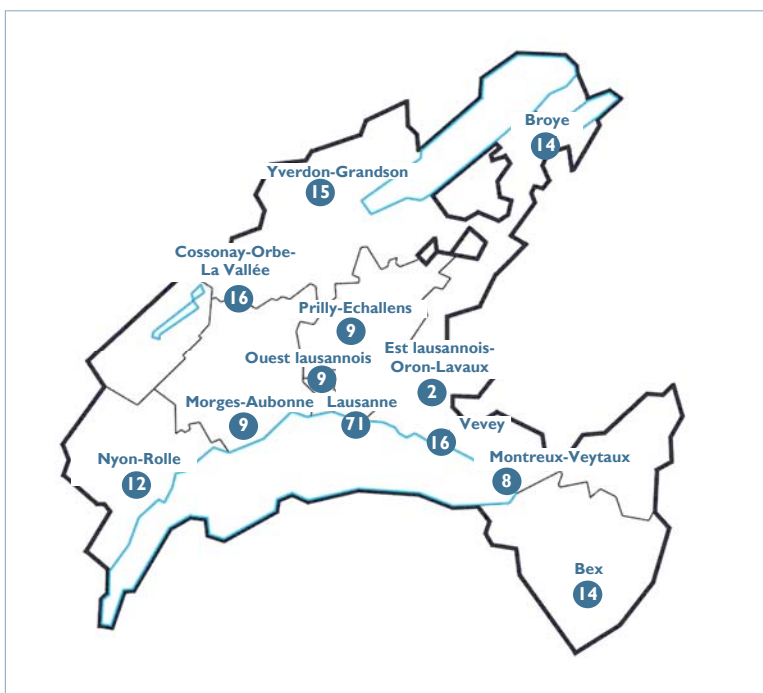 Broye
14
Yverdon-Grandson
15
Cossonay-Orbe-
La Vallée
16
Prilly-Echallens
9
Ouest lausannois
9
Est lausannois-
Oron-Lavaux
2
Morges-Aubonne
9
Lausanne
71
Vevey
16
Nyon-Rolle
12
Montreux-Veytaux
8
Bex
14